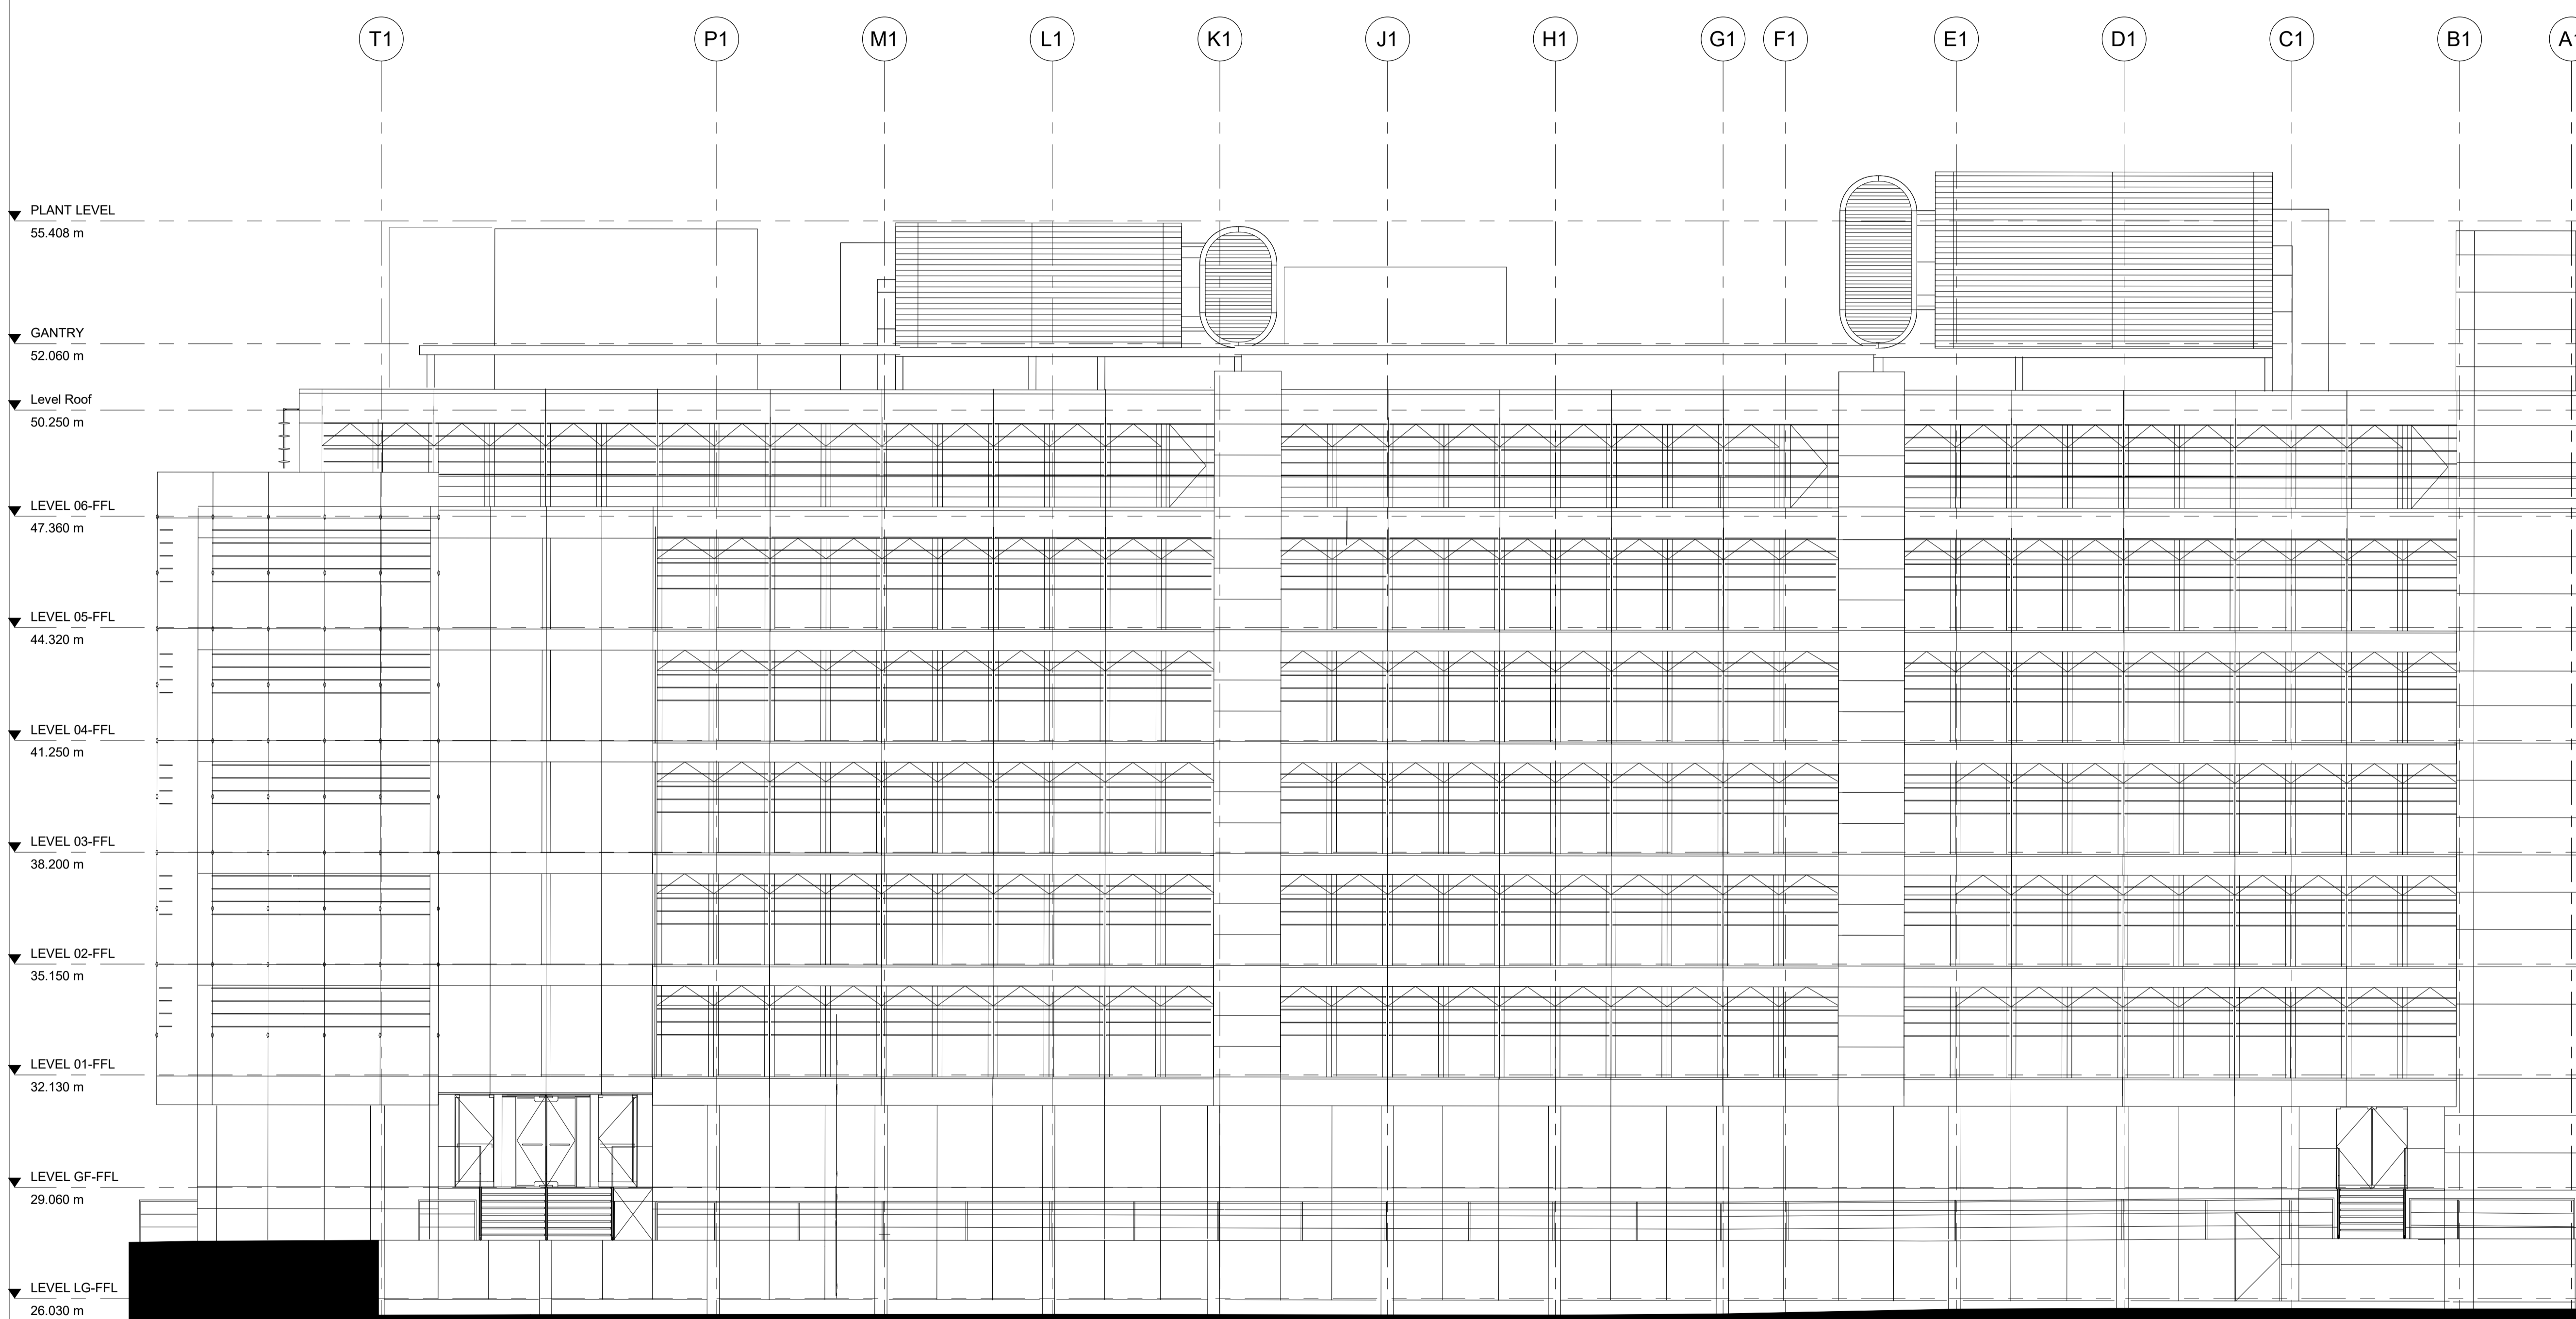 T1 P1 M1 L1 K1 J1 H1 G1 F1 E1 D1 C1 B1 A1
PLANT LEVEL
55.408 m
GANTRY
52.060 m
Level Roof
50.250 m
LEVEL 06-FFL
47.360 m
LEVEL 05-FFL
44.320 m
LEVEL 04-FFL
41.250 m
LEVEL 03-FFL
38.200 m
LEVEL 02-FFL
35.150 m
LEVEL 01-FFL
32.130 m
LEVEL GF-FFL
29.060 m
LEVEL LG-FFL
26.030 m